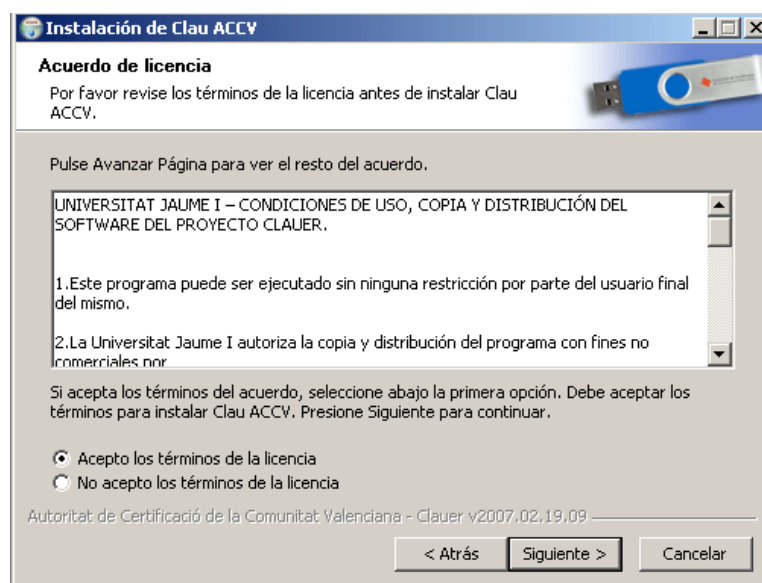 Instalación de Clau ACCV
Acuerdo de licencia
Por favor revise los términos de la licencia antes de instalar Clau
ACCV.
Pulse Avanzar Página para ver el resto del acuerdo.
UNIVERSITAT JAUME I – CONDICIONES DE USO, COPIA Y DISTRIBUCIÓN DEL
SOFTWARE DEL PROYECTO CLAUER.
1.Este programa puede ser ejecutado sin ninguna restricción por parte del usuario final
del mismo.
2.La Universitat Jaume I autoriza la copia y distribución del programa con fines no
comerciales por
Si acepta los términos del acuerdo, seleccione abajo la primera opción. Debe aceptar los
términos para instalar Clau ACCV. Presione Siguiente para continuar.
Acepto los términos de la licencia
No acepto los términos de la licencia
Autoritat de Certificació de la Comunitat Valenciana - Clauer v2007.02.19.09
< Atrás
Siguiente >
Cancelar